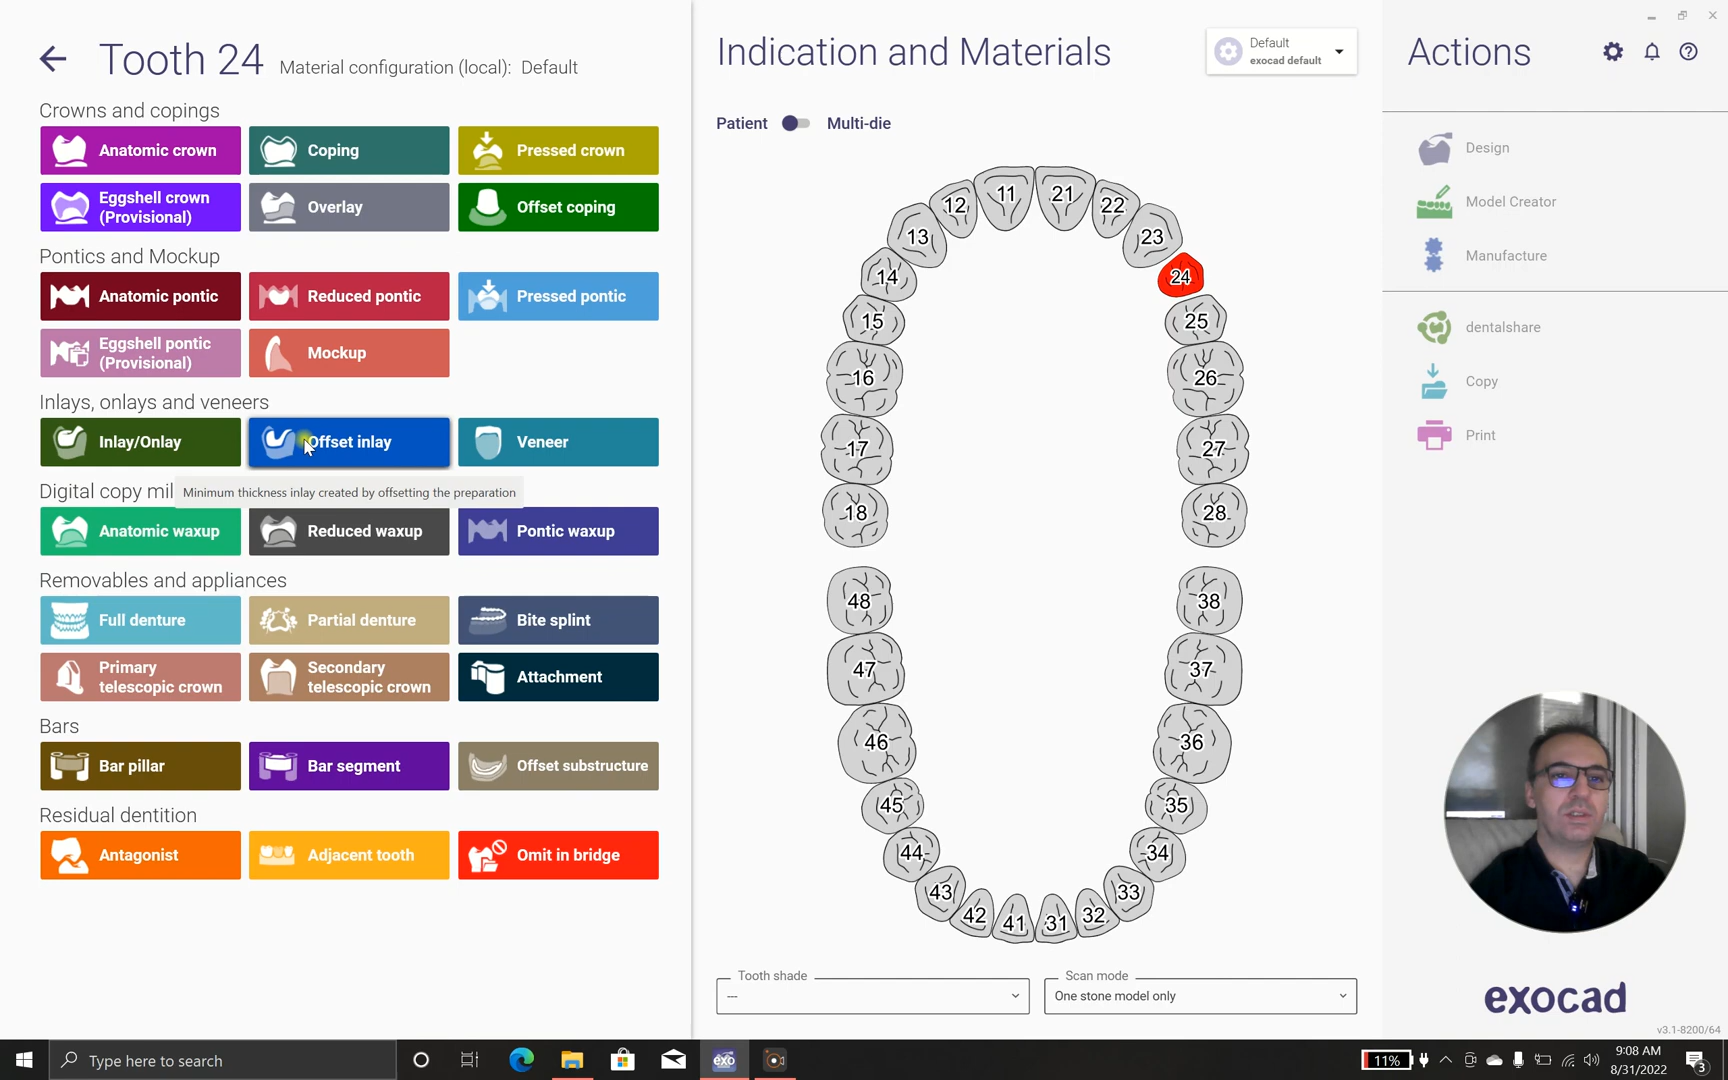 Tooth 24 Material configuration (local): Default
Crowns and copings
Anatomic crown
Coping
Pressed crown
Eggshell crown
(Provisional)
Overlay
Offset coping
Pontics and Mockup
Anatomic pontic
Reduced pontic
Pressed pontic
Eggshell pontic
(Provisional)
Mockup
Inlays, onlays and veneers
Inlay/Onlay
Offset inlay
Veneer
Digital copy mil
Minimum thickness inlay created by offsetting the preparation
Anatomic waxup
Reduced waxup
Pontic waxup
Removables and appliances
Full denture
Partial denture
Bite splint
Primary
telescopic crown
Secondary
telescopic crown
Attachment
Bars
Bar pillar
Bar segment
Offset substructure
Residual dentition
Antagonist
Adjacent tooth
Omit in bridge
Indication and Materials
Default
exocad default
Patient
Multi-die
11
21
12
22
13
23
14
24
15
25
16
26
17
27
18
28
48
38
47
37
46
36
45
35
44
34
43
33
42
32
41
31
Tooth shade
---
Scan mode
One stone model only
Actions
Design
Model Creator
Manufacture
dentalshare
Copy
Print
exocad
v3.1-8200/64
Type here to search
exo
11%
9:08 AM
8/31/2022
3